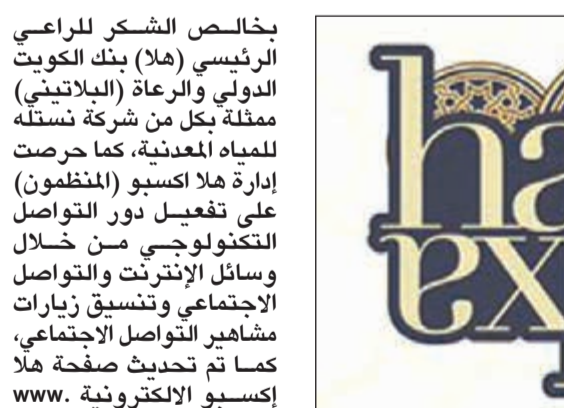 بخالص الشكر للراعي
الرئيسي (هلا) بنك الكويت
الدولي والرعاة (البلاتيني)
ممثلة بكل من شركة نستله
للمياه المعدنية، كما حرصت
إدارة هلا اكسبو (المنظمون)
على تفعيل دور التواصل
التكنولوجي من خلال
وسائل الإنترنت والتواصل
الاجتماعي وتنسيق زيارات
مشاهير التواصل الاجتماعي،
كما تم تحديث صفحة هلا
إكسبو الالكترونية .www